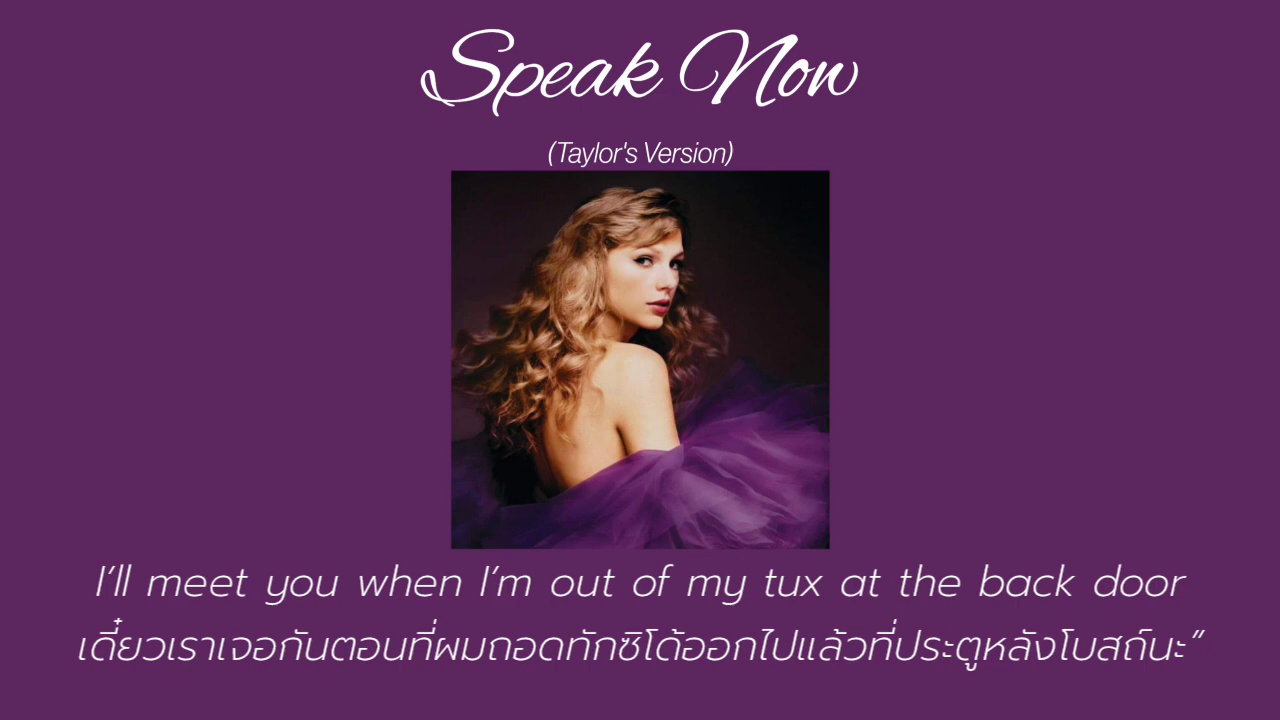 Speak Now
(Taylor's Version)
I’ll meet you when I’m out of my tux at the back door
เดี๋ยวเราเจอกันตอนที่ผมถอดทักซิโด้ออกไปแล้วที่ประตูหลังโบสถ์นะ”